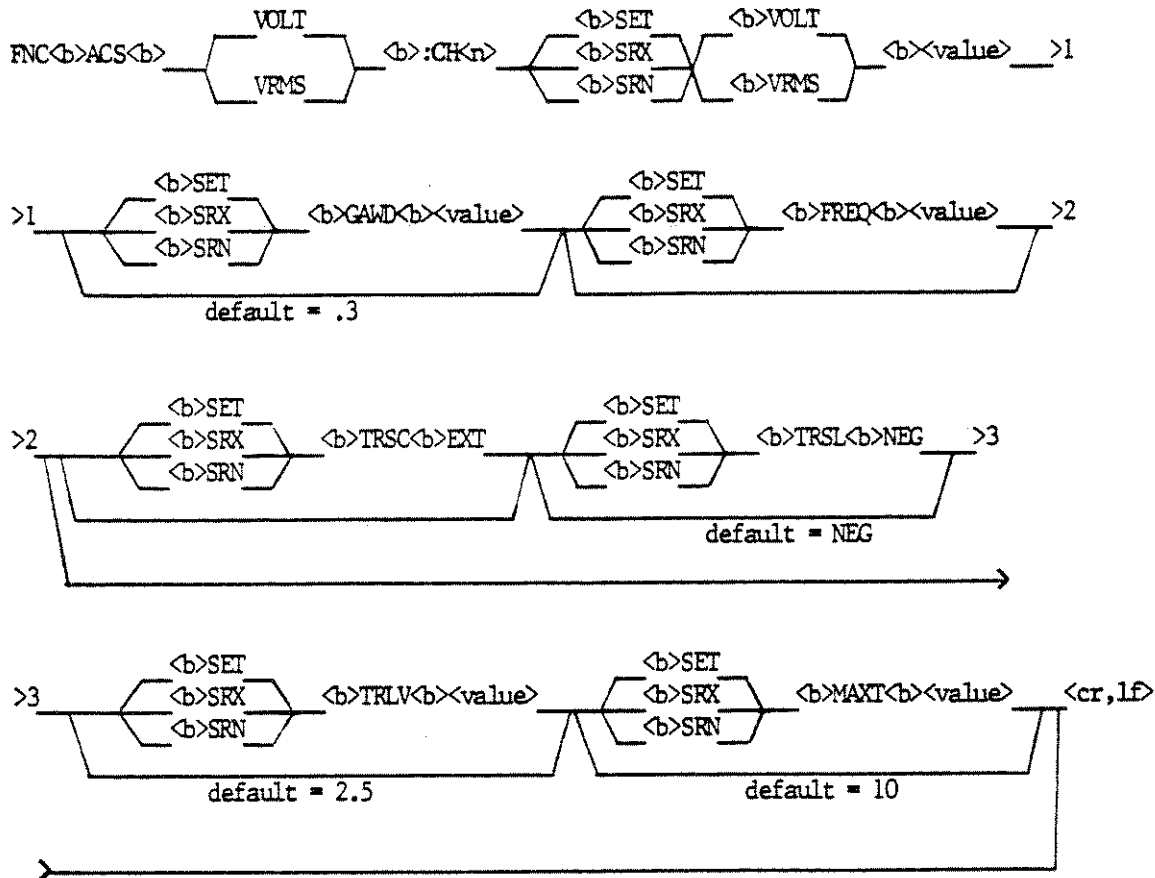 VOLT <b>SET <b>VOLT
FNC<b>ACS<b> <b>:CH<n> <b>SRX <b><value> >1
VRMS <b>SRN <b>VRMS
<b>SET <b>SET
>1 <b>SRX <b>GAWD<b><value> <b>SRX <b>FREQ<b><value> >2
<b>SRN <b>SRN
default = .3
<b>SET <b>SET
>2 <b>SRX <b>TRSC<b>EXT <b>SRX <b>TRSL<b>NEG >3
<b>SRN <b>SRN
default = NEG
<b>SET <b>SET
>3 <b>SRX <b>TRLV<b><value> <b>SRX <b>MAXT<b><value> <cr,lf>
<b>SRN <b>SRN
default = 2.5 default = 10